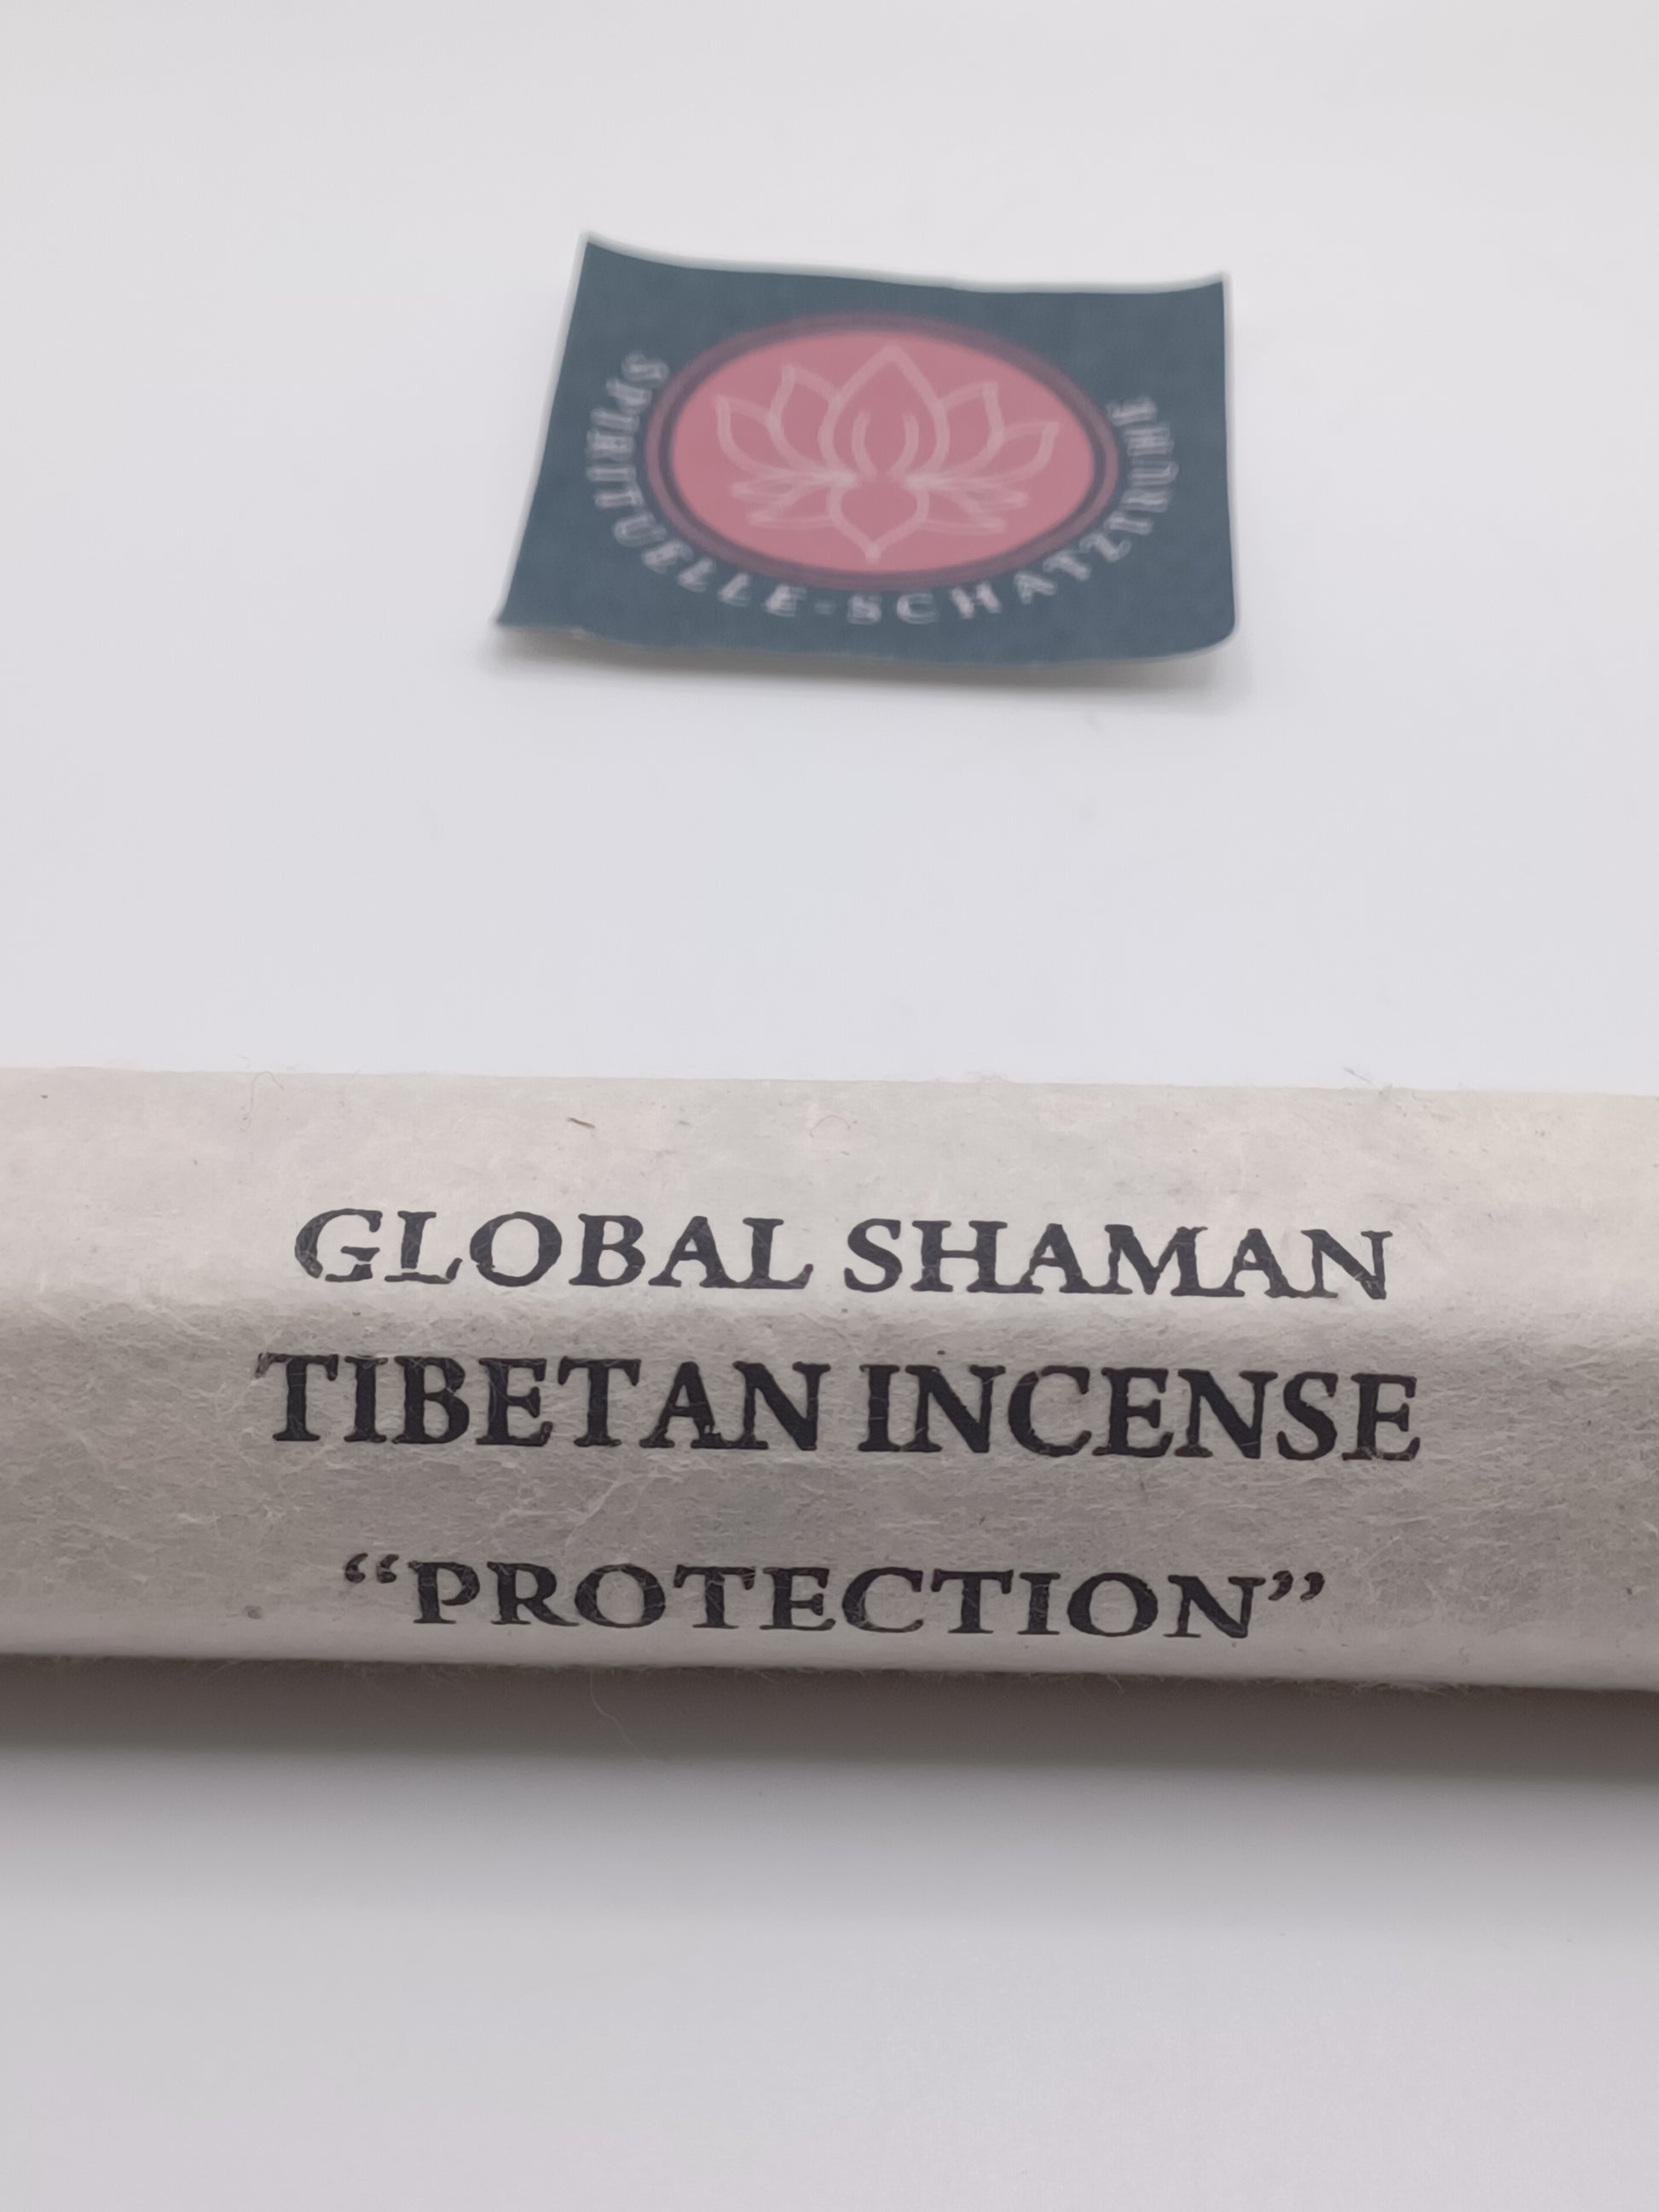 SPIRITUELLE-SCHATZTRUHE
GLOBAL SHAMAN
TIBETAN INCENSE
“PROTECTION”